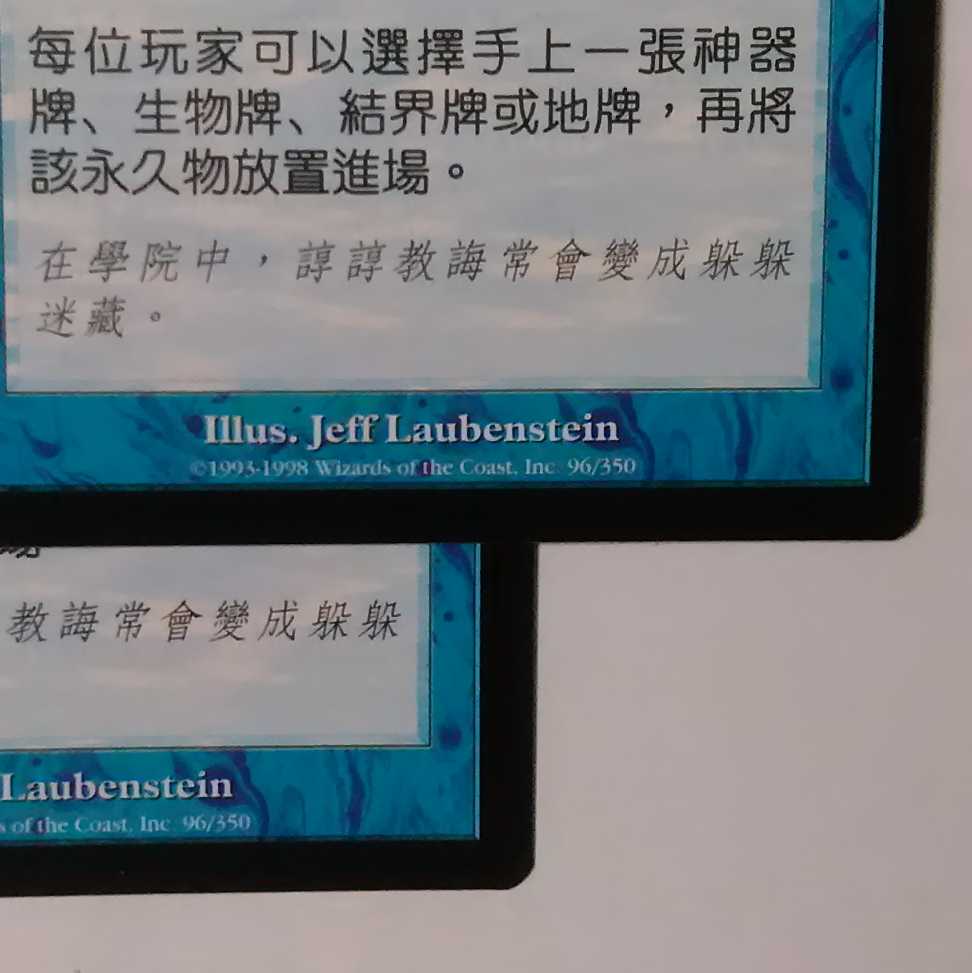 每位玩家可以選擇手上一張神器
牌、生物牌、結界牌或地牌，再將
該永久物放置進場。
在學院中，諄諄教誨常會變成躲躲
迷藏。
Illus. Jeff Laubenstein
©1993-1998 Wizards of the Coast, Inc. 96/350
教誨常會變成躲躲
Laubenstein
s of the Coast, Inc. 96/350